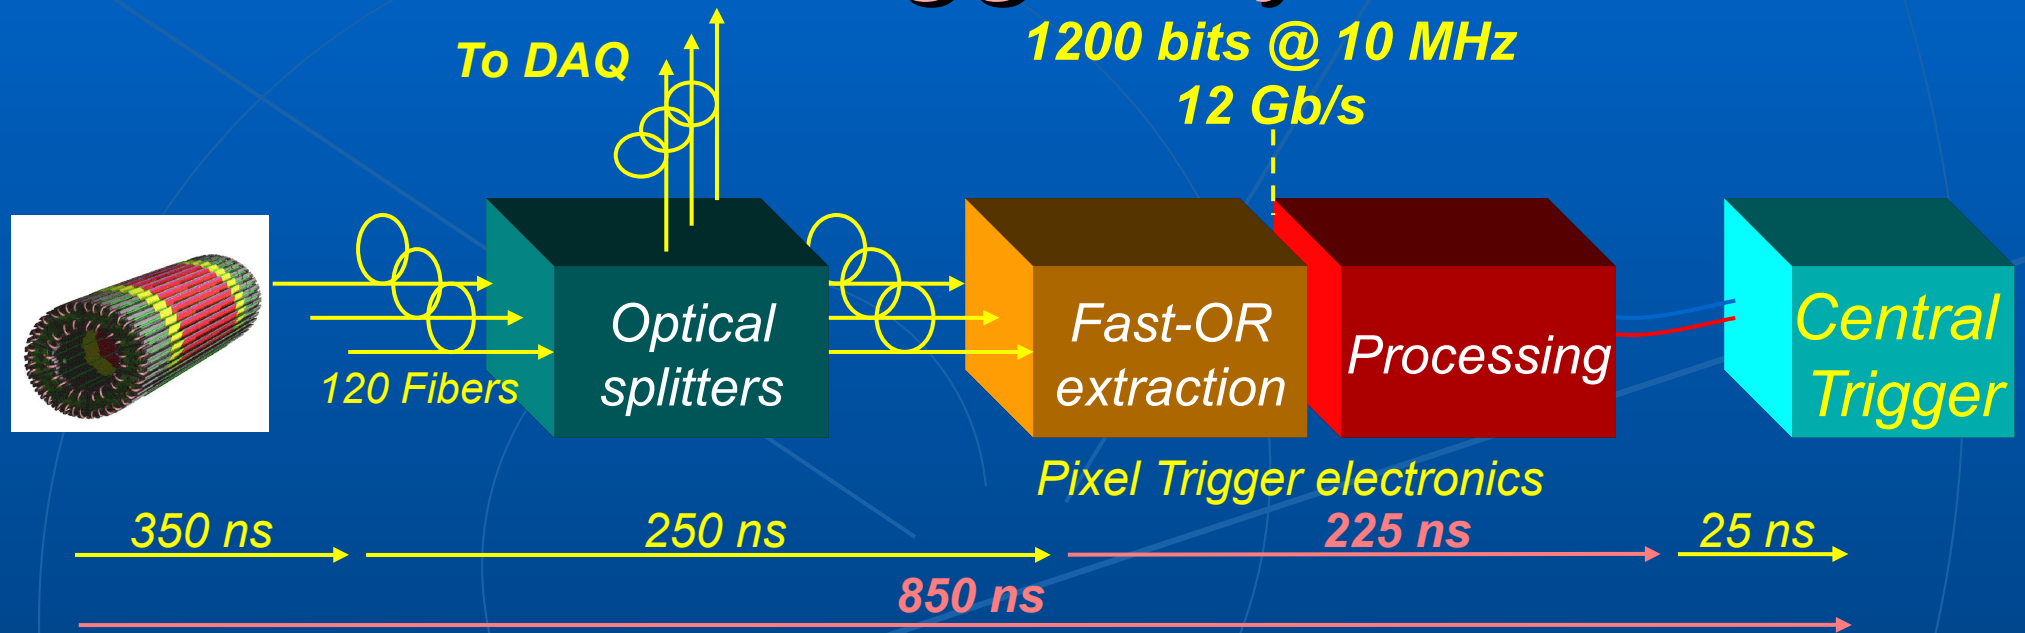 To DAQ
1200 bits @ 10 MHz
12 Gb/s
120 Fibers
Optical
splitters
Fast-OR
extraction
Processing
Central
Trigger
Pixel Trigger electronics
350 ns
250 ns
225 ns
25 ns
850 ns